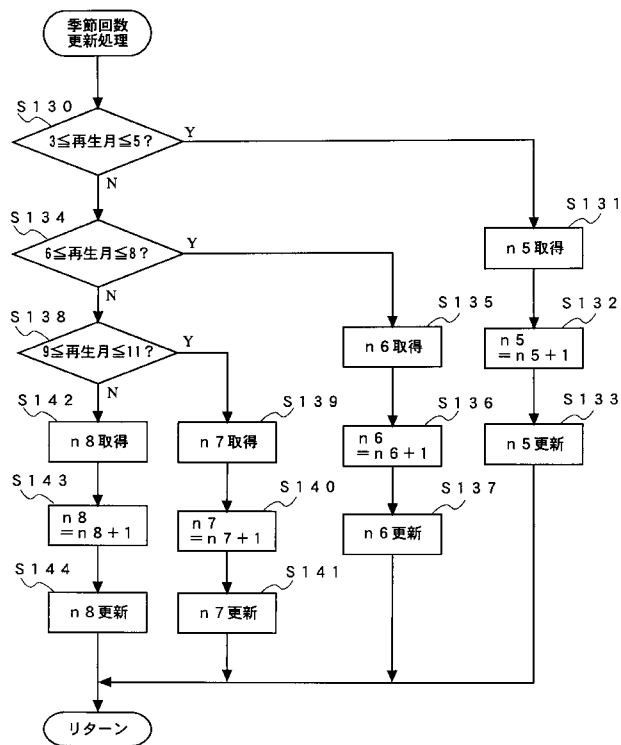 季節回数
更新処理
S130
3≦再生月≦5?
Y
N
S134
6≦再生月≦8?
Y
N
S131
n5取得
S138
9≦再生月≦11?
Y
N
S135
n6取得
S132
n5
=n5+1
S142
n8取得
S139
n7取得
S136
n6
=n6+1
S133
n5更新
S143
n8
=n8+1
S140
n7
=n7+1
S137
n6更新
S144
n8更新
S141
n7更新
リターン